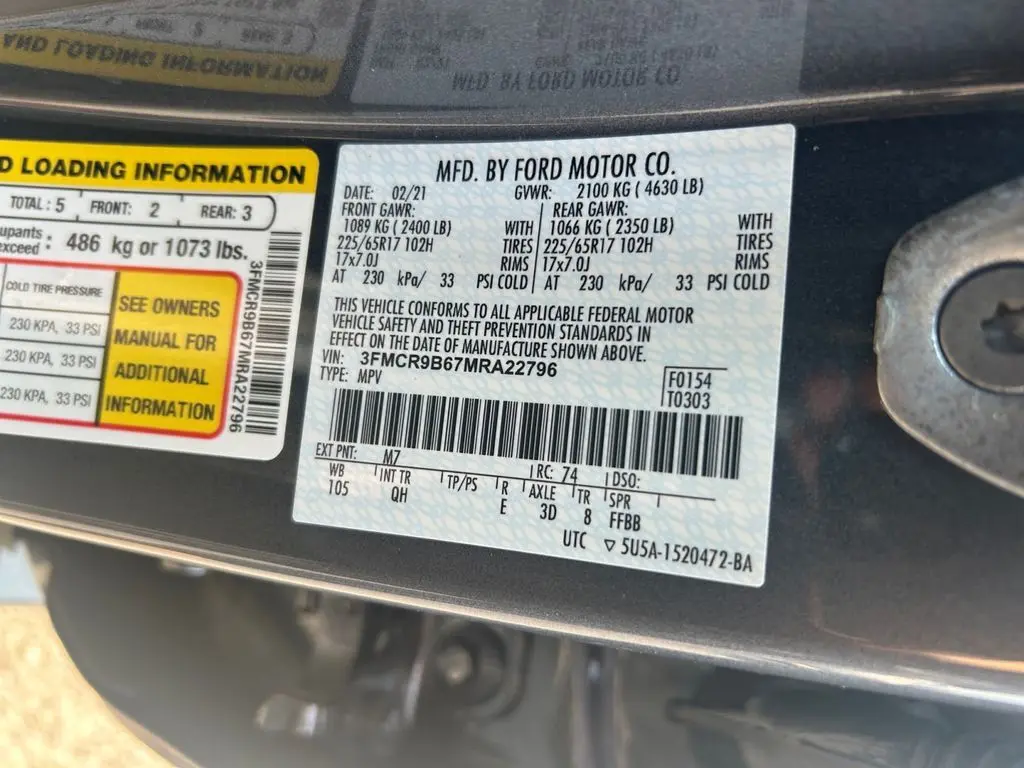 D LOADING INFORMATION
TOTAL: 5 FRONT: 2 REAR: 3
upants
exceed : 486 kg or 1073 lbs.
COLD TIRE PRESSURE
230 KPA, 33 PSI
230 KPA, 33 PSI
230 KPA, 33 PSI
SEE OWNERS
MANUAL FOR
ADDITIONAL
INFORMATION
3FMCR9B67MRA22796
MFD. BY FORD MOTOR CO.
DATE: 02/21 GVWR: 2100 KG ( 4630 LB)
FRONT GAWR: REAR GAWR:
1089 KG ( 2400 LB) WITH 1066 KG ( 2350 LB) WITH
225/65R17 102H TIRES 225/65R17 102H TIRES
17x7.0J RIMS 17x7.0J RIMS
AT 230 kPa/ 33 PSI COLD AT 230 kPa/ 33 PSI COLD
THIS VEHICLE CONFORMS TO ALL APPLICABLE FEDERAL MOTOR
VEHICLE SAFETY AND THEFT PREVENTION STANDARDS IN
EFFECT ON THE DATE OF MANUFACTURE SHOWN ABOVE.
VIN: 3FMCR9B67MRA22796
TYPE: MPV
F0154
T0303
EXT PNT: M7 RC: 74 DSO:
WB INT TR TP/PS R AXLE TR SPR
105 QH E 3D 8 FFBB
UTC ▽ 5U5A-1520472-BA